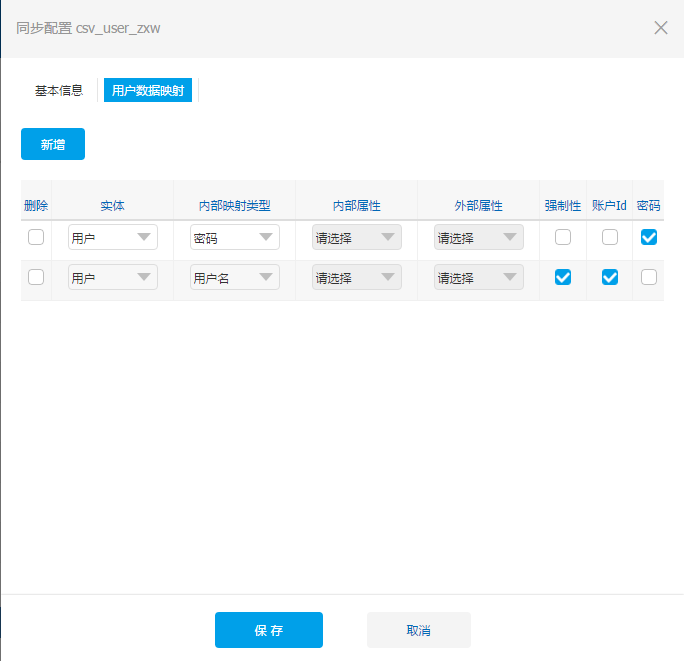 同步配置 csv_user_zxw
基本信息 用户数据映射
新增
删除 实体 内部映射类型 内部属性 外部属性 强制性 账户Id 密码
用户 密码 请选择 请选择
用户 用户名 请选择 请选择
保存 取消